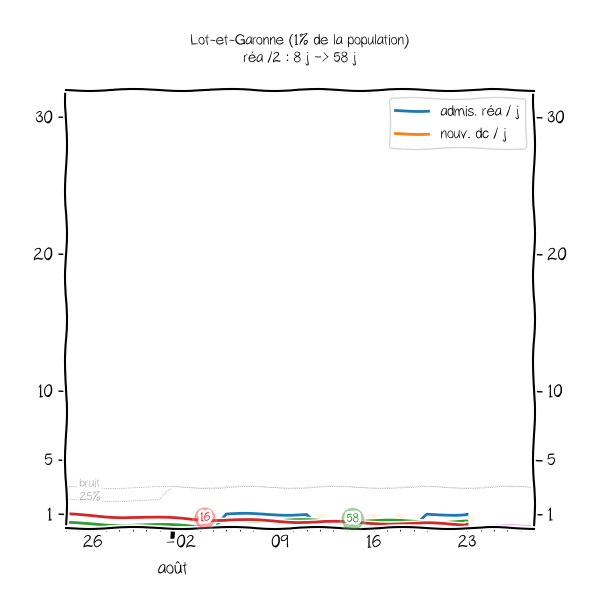 Lot-et-Garonne (1% de la population)
réa /2 : 8 j -> 58 j
admis. réa / j
nouv. dc / j
30 30
20 20
10 10
5 5
bruit
25%
1 16 58 1
26 02 09 16 23
août